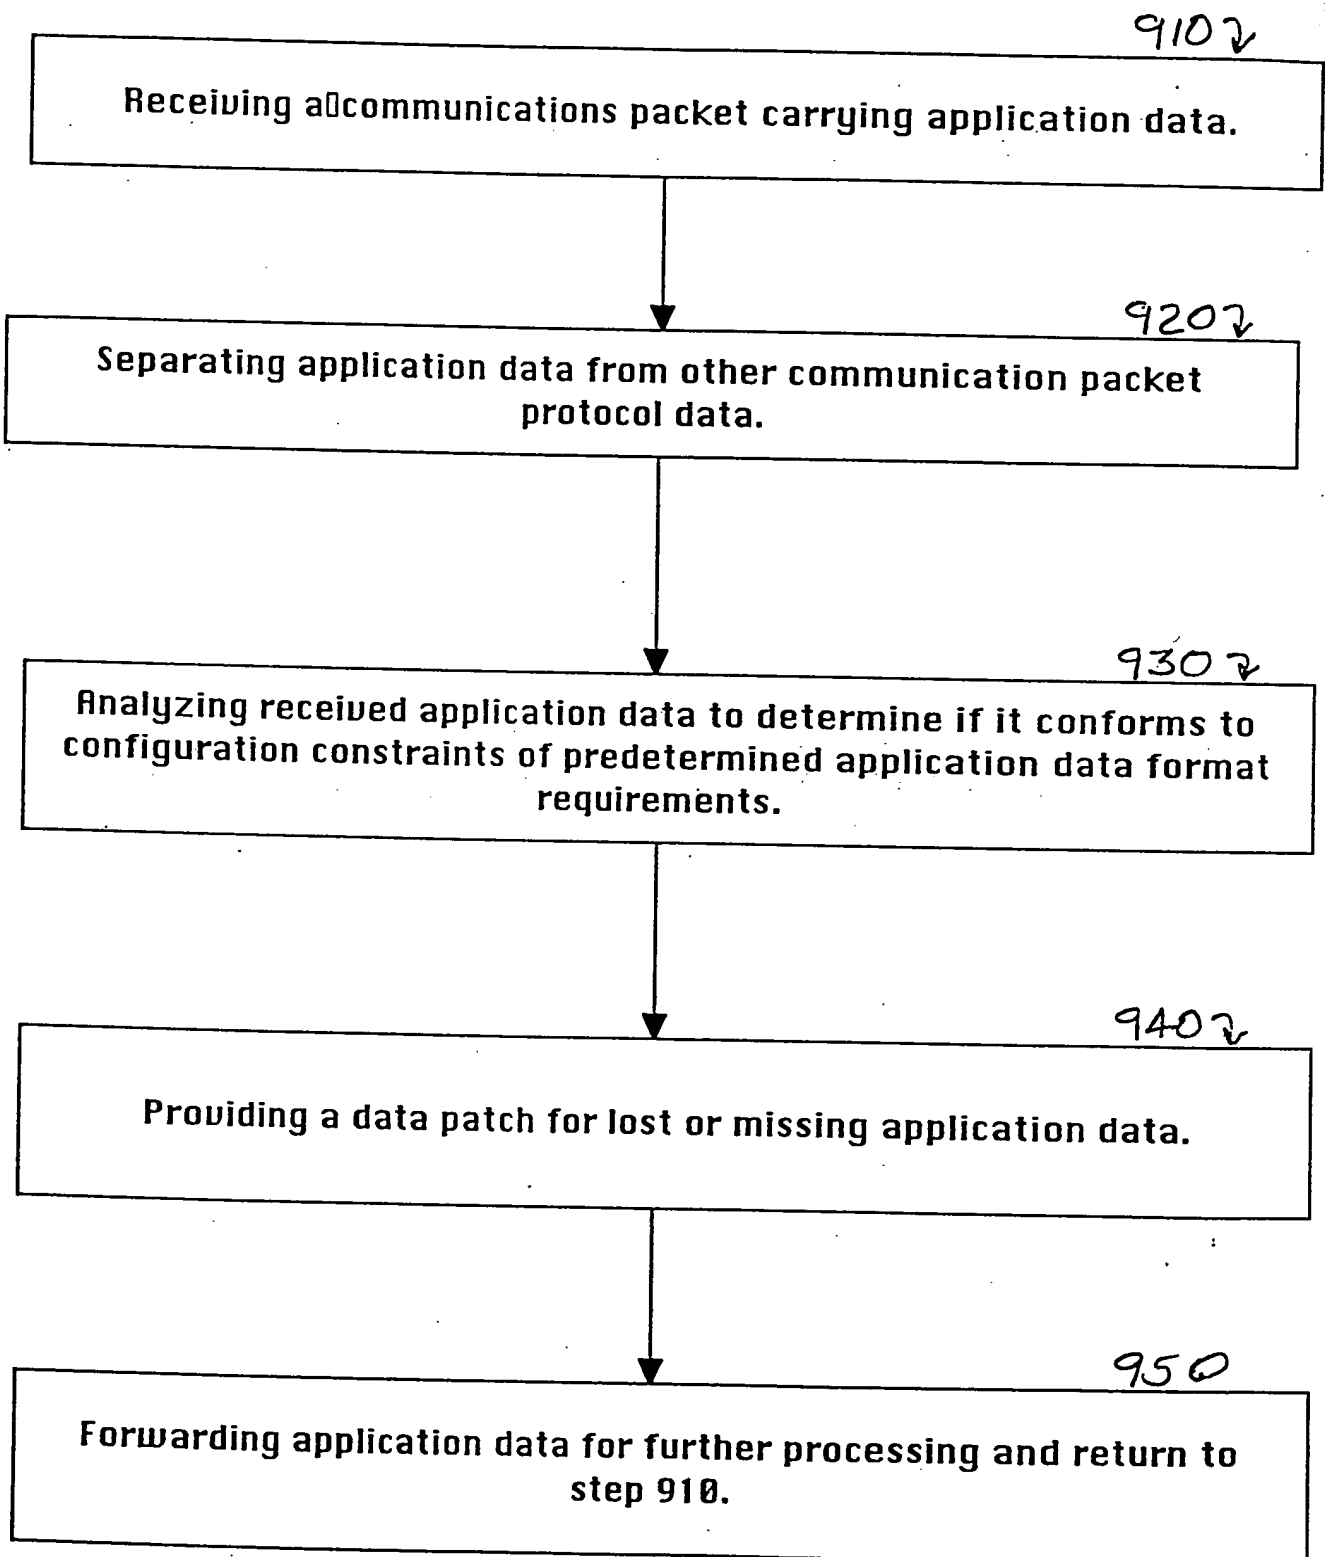 910
Receiving a▯communications packet carrying application data.
920
Separating application data from other communication packet
protocol data.
930
Analyzing received application data to determine if it conforms to
configuration constraints of predetermined application data format
requirements.
940
Providing a data patch for lost or missing application data.
950
Forwarding application data for further processing and return to
step 910.